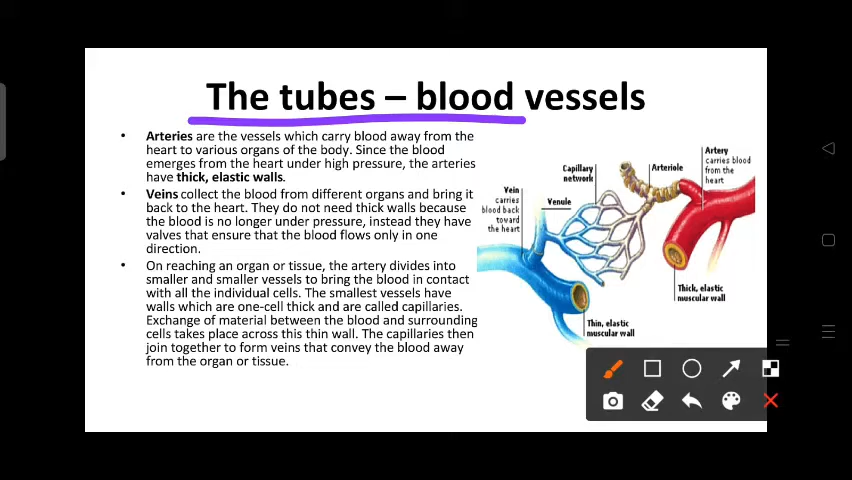 The tubes – blood vessels
• Arteries are the vessels which carry blood away from the
heart to various organs of the body. Since the blood
emerges from the heart under high pressure, the arteries
have thick, elastic walls.
• Veins collect the blood from different organs and bring it
back to the heart. They do not need thick walls because
the blood is no longer under pressure, instead they have
valves that ensure that the blood flows only in one
direction.
• On reaching an organ or tissue, the artery divides into
smaller and smaller vessels to bring the blood in contact
with all the individual cells. The smallest vessels have
walls which are one-cell thick and are called capillaries.
Exchange of material between the blood and surrounding
cells takes place across this thin wall. The capillaries then
join together to form veins that convey the blood away
from the organ or tissue.
Vein
carries
blood back
toward
the heart
Venule
Capillary
network
Arteriole
Artery
carries blood
from the
heart
Thick, elastic
muscular wall
Thin, elastic
muscular wall